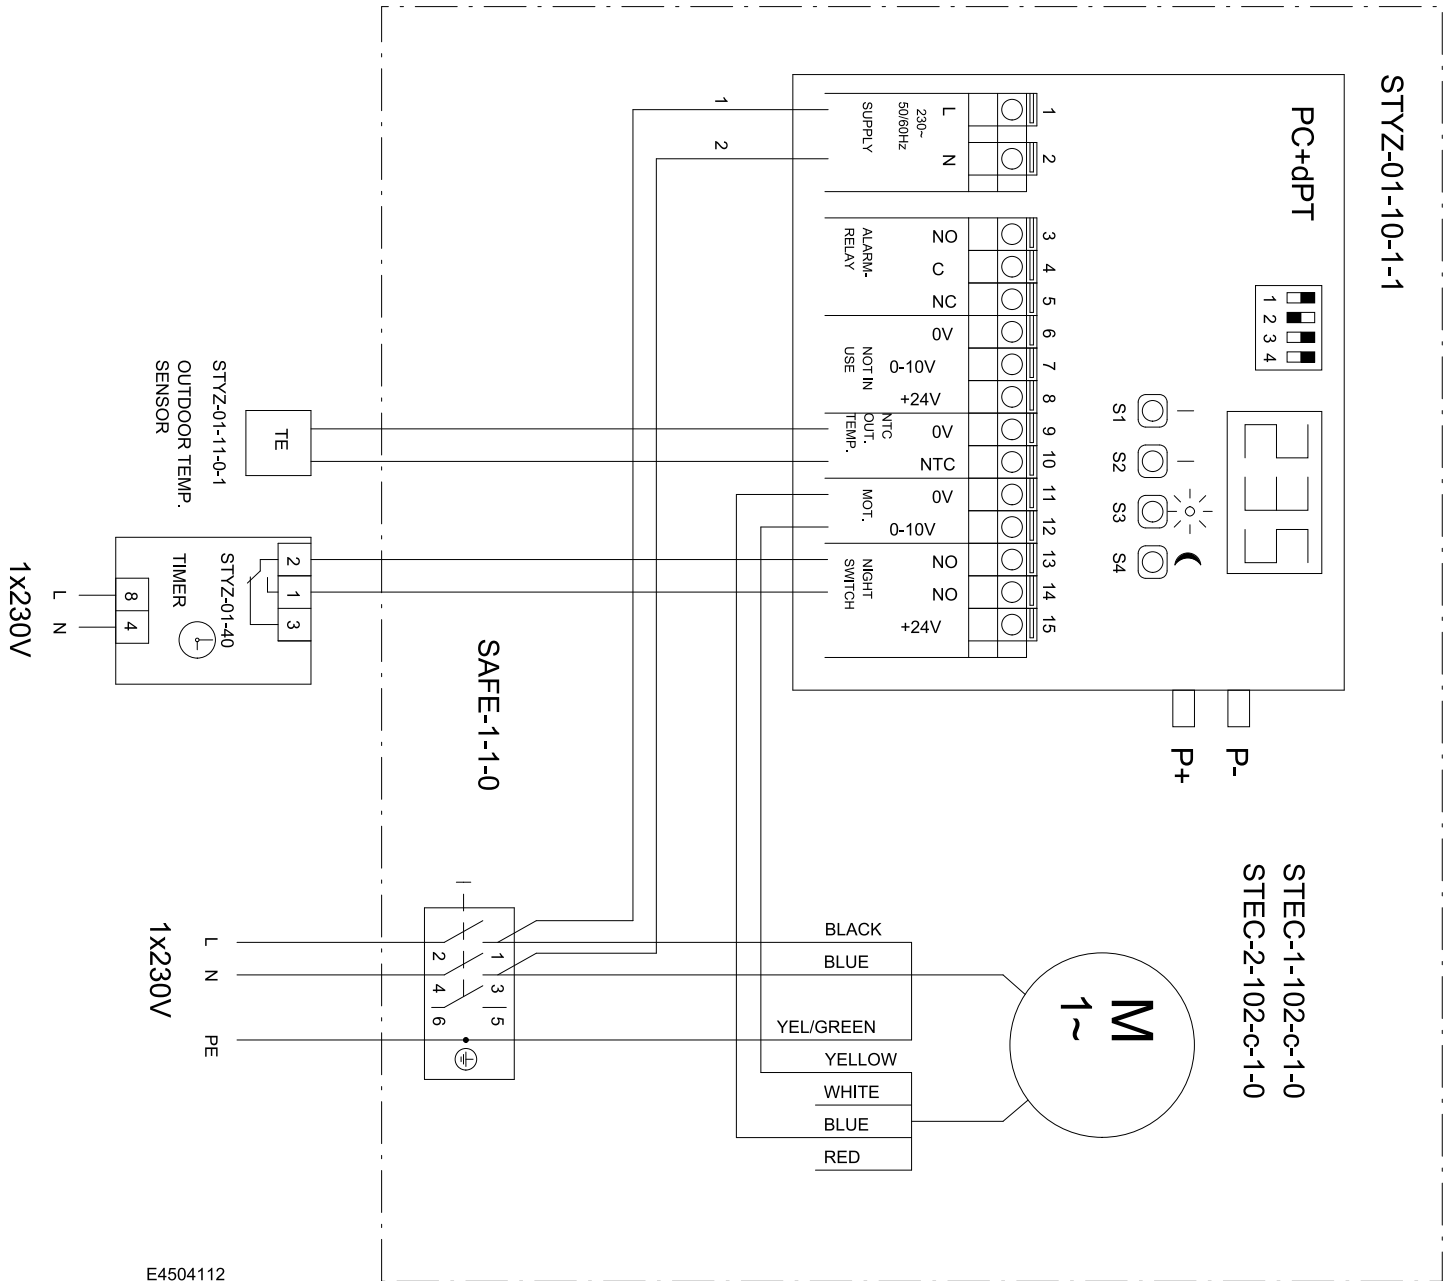 STYZ-01-10-1-1
PC+dPT
1 2 3 4
S1
S2
S3
S4
235
P-
P+
1
2
3
4
5
6
7
8
9
10
11
12
13
14
15
L
N
NO
C
NC
0V
0-10V
+24V
0V
NTC
0V
0-10V
NO
NO
+24V
230~
50/60Hz
SUPPLY
ALARM-
RELAY
NOT IN
USE
NTC
OUT.
TEMP.
MOT.
NIGHT
SWITCH
1
2
TE
STYZ-01-11-0-1
OUTDOOR TEMP.
SENSOR
2 1 3
STYZ-01-40
TIMER
8 4
L N
1x230V
SAFE-1-1-0
1 3 5
2 4 6
L N PE
1x230V
STEC-1-102-c-1-0
STEC-2-102-c-1-0
M
1~
BLACK
BLUE
YEL/GREEN
YELLOW
WHITE
BLUE
RED
E4504112